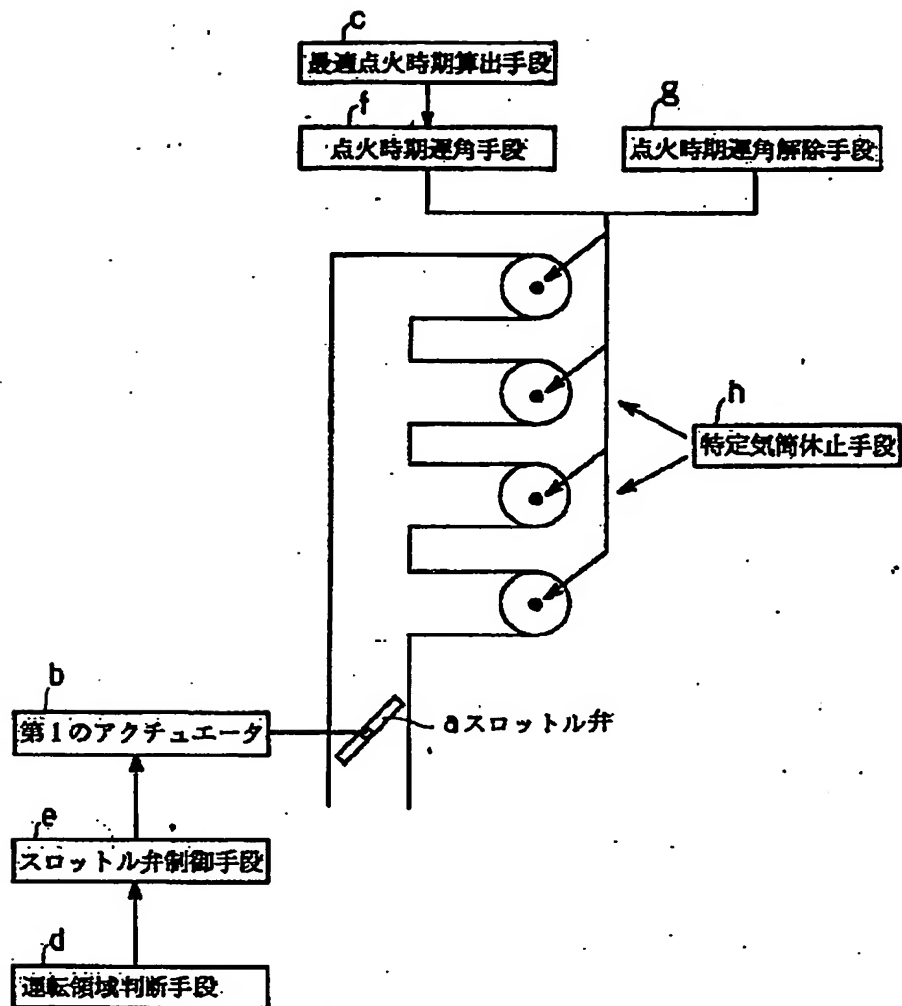 c
最適点火時期算出手段
f
点火時期遅角手段
g
点火時期遅角解除手段
h
特定気筒休止手段
b
第1のアクチュエータ
aスロットル弁
e
スロットル弁制御手段
d
運転領域判断手段